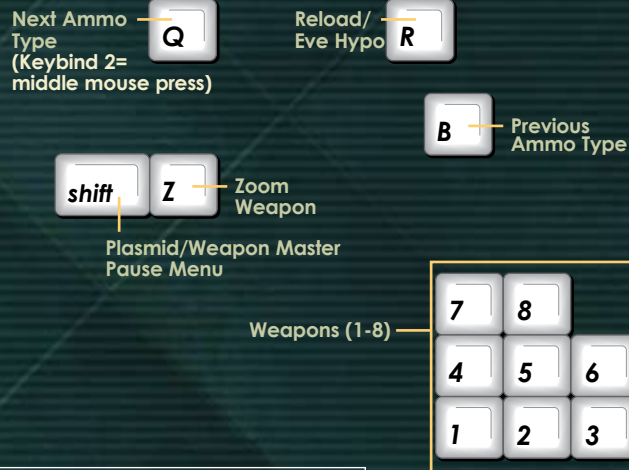 Next Ammo
Type
(Keybind 2=
middle mouse press)
Q
Reload/
Eve Hypo
R
B
Previous
Ammo Type
shift
Z
Zoom
Weapon
Plasmid/Weapon Master
Pause Menu
Weapons (1-8)
7 8
4 5 6
1 2 3